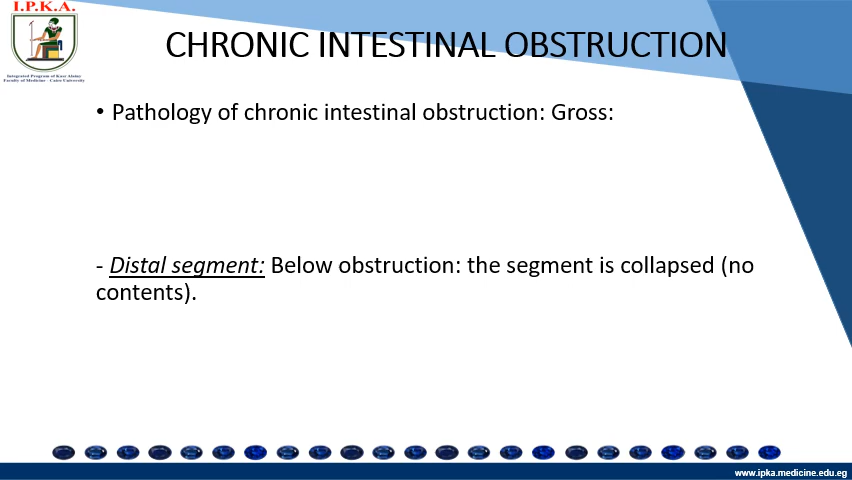 I.P.K.A.
Integrated Program of Kasr Alainy
Faculty of Medicine - Cairo University
CHRONIC INTESTINAL OBSTRUCTION
• Pathology of chronic intestinal obstruction: Gross:
- Distal segment: Below obstruction: the segment is collapsed (no
contents).
www.ipka.medicine.edu.eg